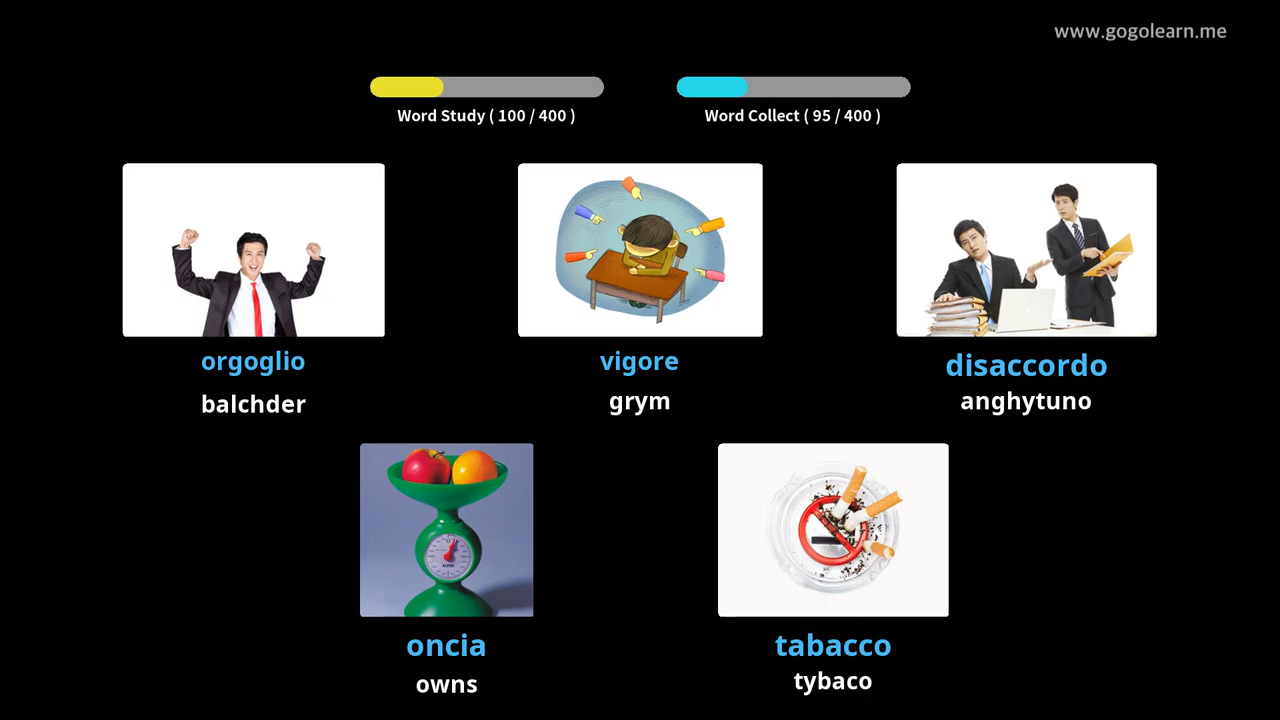 www.gogolearn.me
Word Study ( 100 / 400 )
Word Collect ( 95 / 400 )
orgoglio
balchder
vigore
grym
disaccordo
anghytuno
oncia
owns
tabacco
tybaco